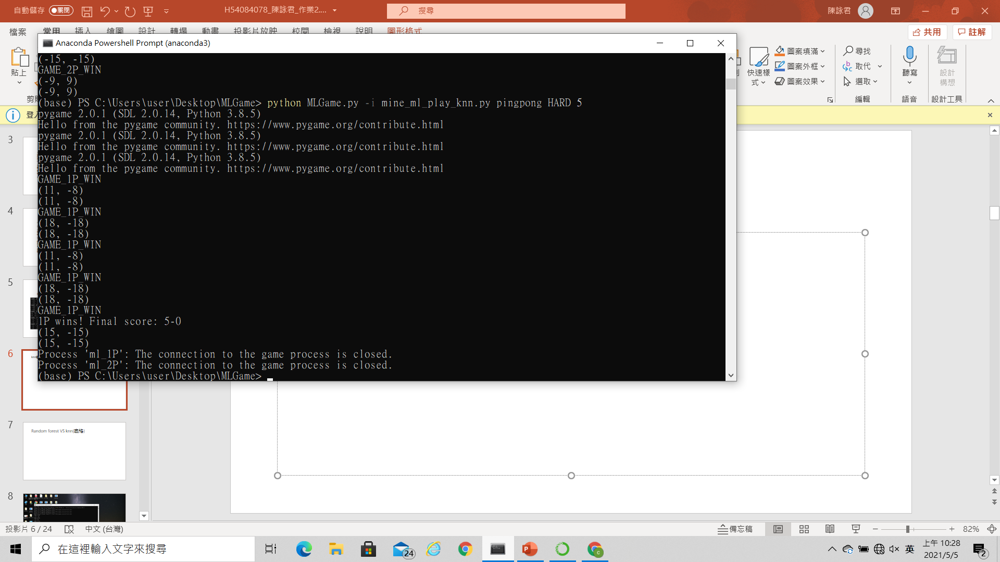 自動儲存 關閉 H54084078_陳詠君_作業2.... 搜尋 陳詠君
檔案 常用 插入 繪圖 設計 轉場 動畫 投影片放映 校閱 檢視 說明 圖形格式 共用 註解
Anaconda Powershell Prompt (anaconda3)
(-15, -15)
GAME_2P_WIN
(-9, 9)
(-9, 9)
(base) PS C:\Users\user\Desktop\MLGame> python MLGame.py -i mine_ml_play_knn.py pingpong HARD 5
pygame 2.0.1 (SDL 2.0.14, Python 3.8.5)
Hello from the pygame community. https://www.pygame.org/contribute.html
pygame 2.0.1 (SDL 2.0.14, Python 3.8.5)
Hello from the pygame community. https://www.pygame.org/contribute.html
pygame 2.0.1 (SDL 2.0.14, Python 3.8.5)
Hello from the pygame community. https://www.pygame.org/contribute.html
GAME_1P_WIN
(11, -8)
(11, -8)
GAME_1P_WIN
(18, -18)
(18, -18)
GAME_1P_WIN
(11, -8)
(11, -8)
GAME_1P_WIN
(18, -18)
(18, -18)
GAME_1P_WIN
1P wins! Final score: 5-0
(15, -15)
(15, -15)
Process 'ml_1P': The connection to the game process is closed.
Process 'ml_2P': The connection to the game process is closed.
(base) PS C:\Users\user\Desktop\MLGame>
貼上
快速樣式
圖案填滿
圖案外框
圖案效果
尋找
取代
選取
編輯
聽寫
語音
設計構想
設計工具
3
4
5
6
7
Random forest VS knn(表格)
8
投影片 6 / 24 中文 (台灣) 備忘稿 82%
在這裡輸入文字來搜尋 24 英 上午 10:28
2021/5/5 2